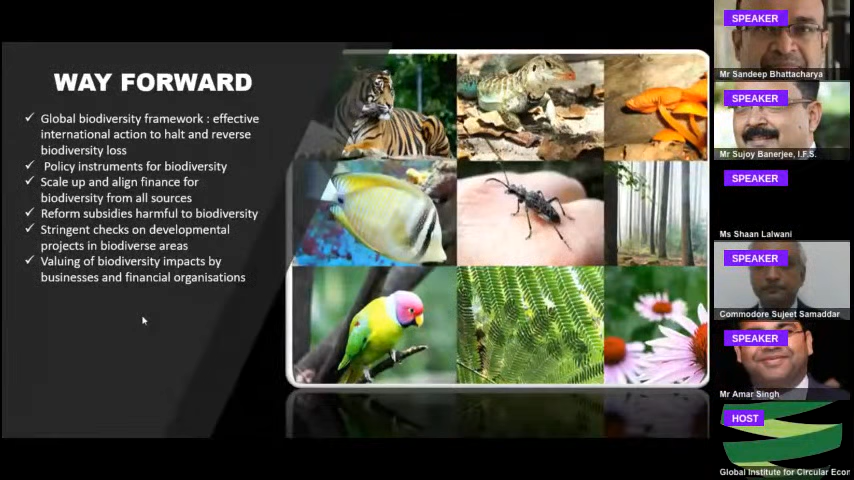 WAY FORWARD
✓ Global biodiversity framework : effective
international action to halt and reverse
biodiversity loss
✓ Policy instruments for biodiversity
✓ Scale up and align finance for
biodiversity from all sources
✓ Reform subsidies harmful to biodiversity
✓ Stringent checks on developmental
projects in biodiverse areas
✓ Valuing of biodiversity impacts by
businesses and financial organisations
SPEAKER
Mr Sandeep Bhattacharya
SPEAKER
Mr Sujoy Banerjee, I.F.S.
SPEAKER
Ms Shaan Lalwani
SPEAKER
Commodore Sujeet Samaddar
SPEAKER
Mr Amar Singh
HOST
Global Institute for Circular Econ